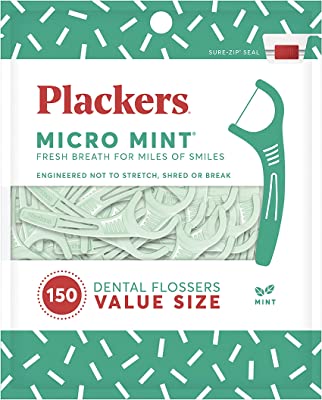 SURE-ZIP® SEAL
Plackers®
MICRO MINT®
FRESH BREATH FOR MILES OF SMILES
ENGINEERED NOT TO STRETCH, SHRED OR BREAK
150
DENTAL FLOSSERS
VALUE SIZE
MINT